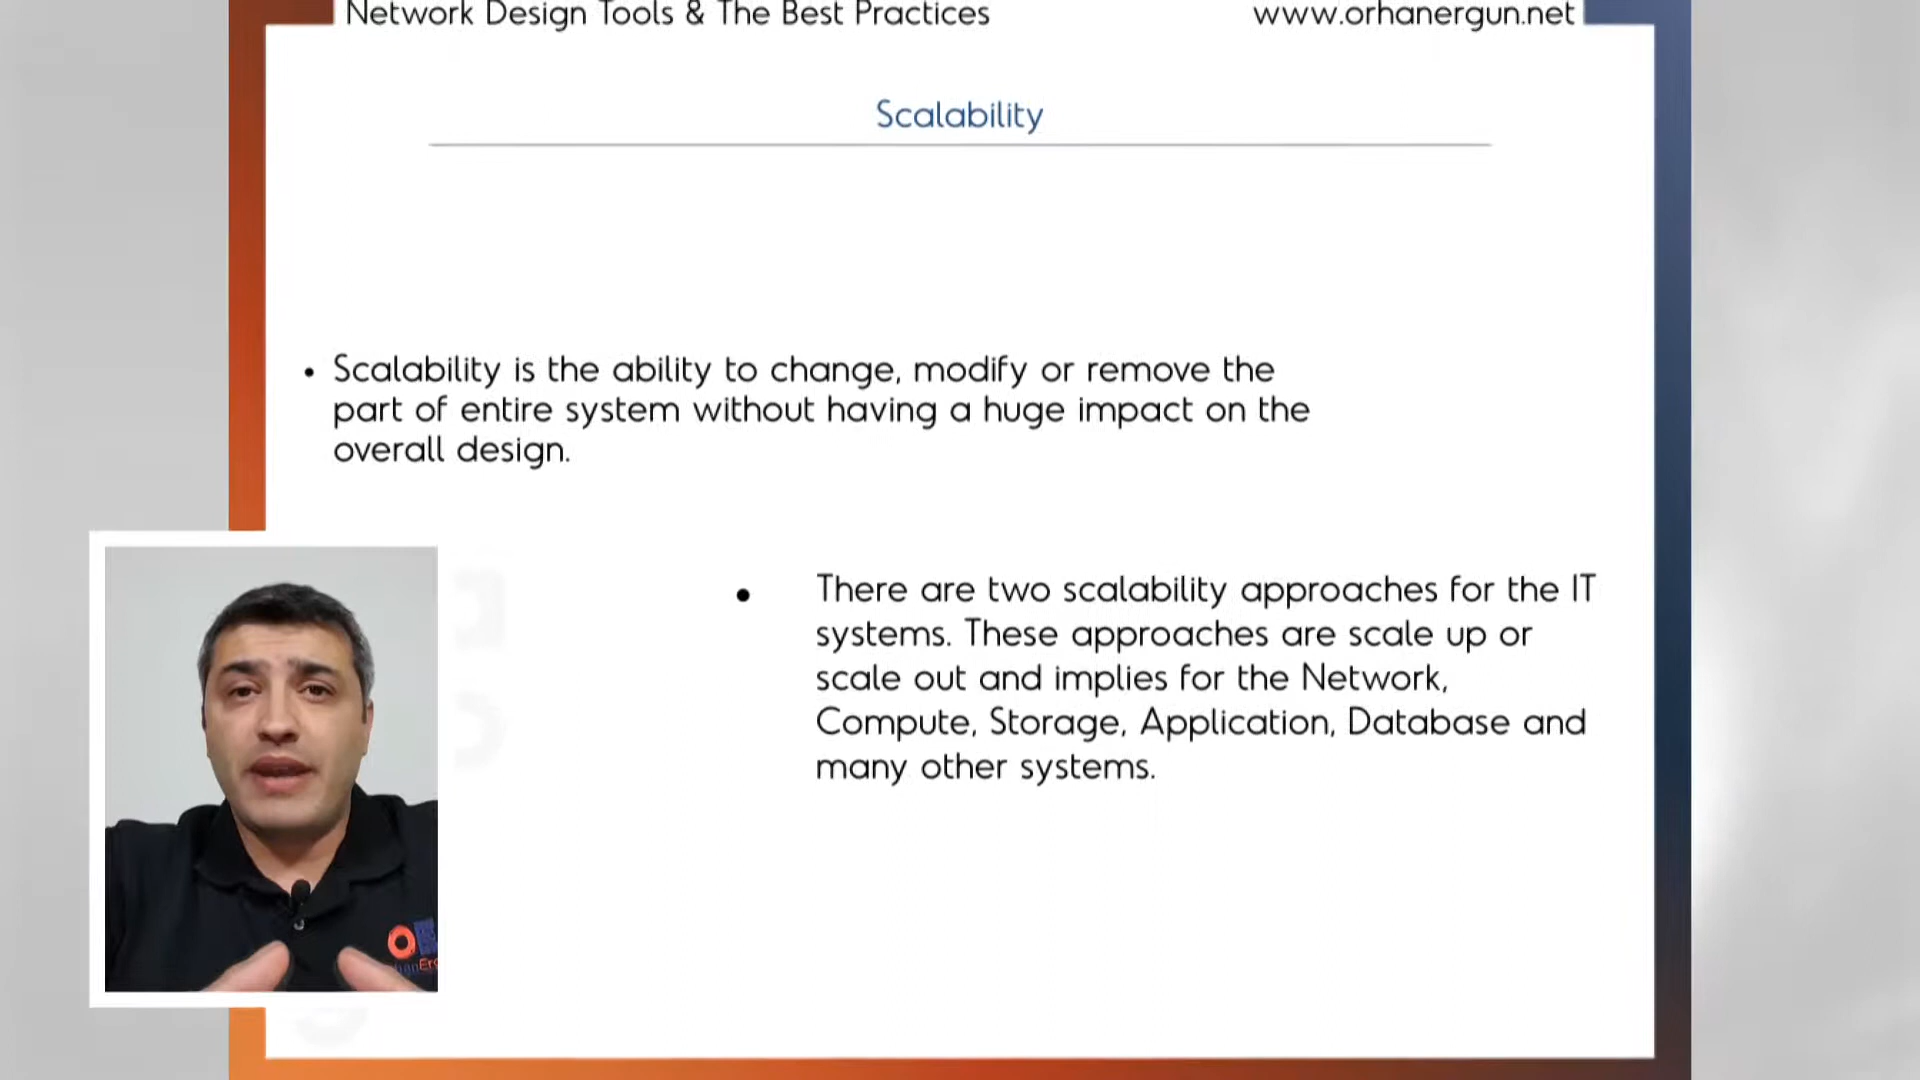 Network Design Tools & The Best Practices
www.orhanergun.net
Scalability
• Scalability is the ability to change, modify or remove the
part of entire system without having a huge impact on the
overall design.
• There are two scalability approaches for the IT
systems. These approaches are scale up or
scale out and implies for the Network,
Compute, Storage, Application, Database and
many other systems.